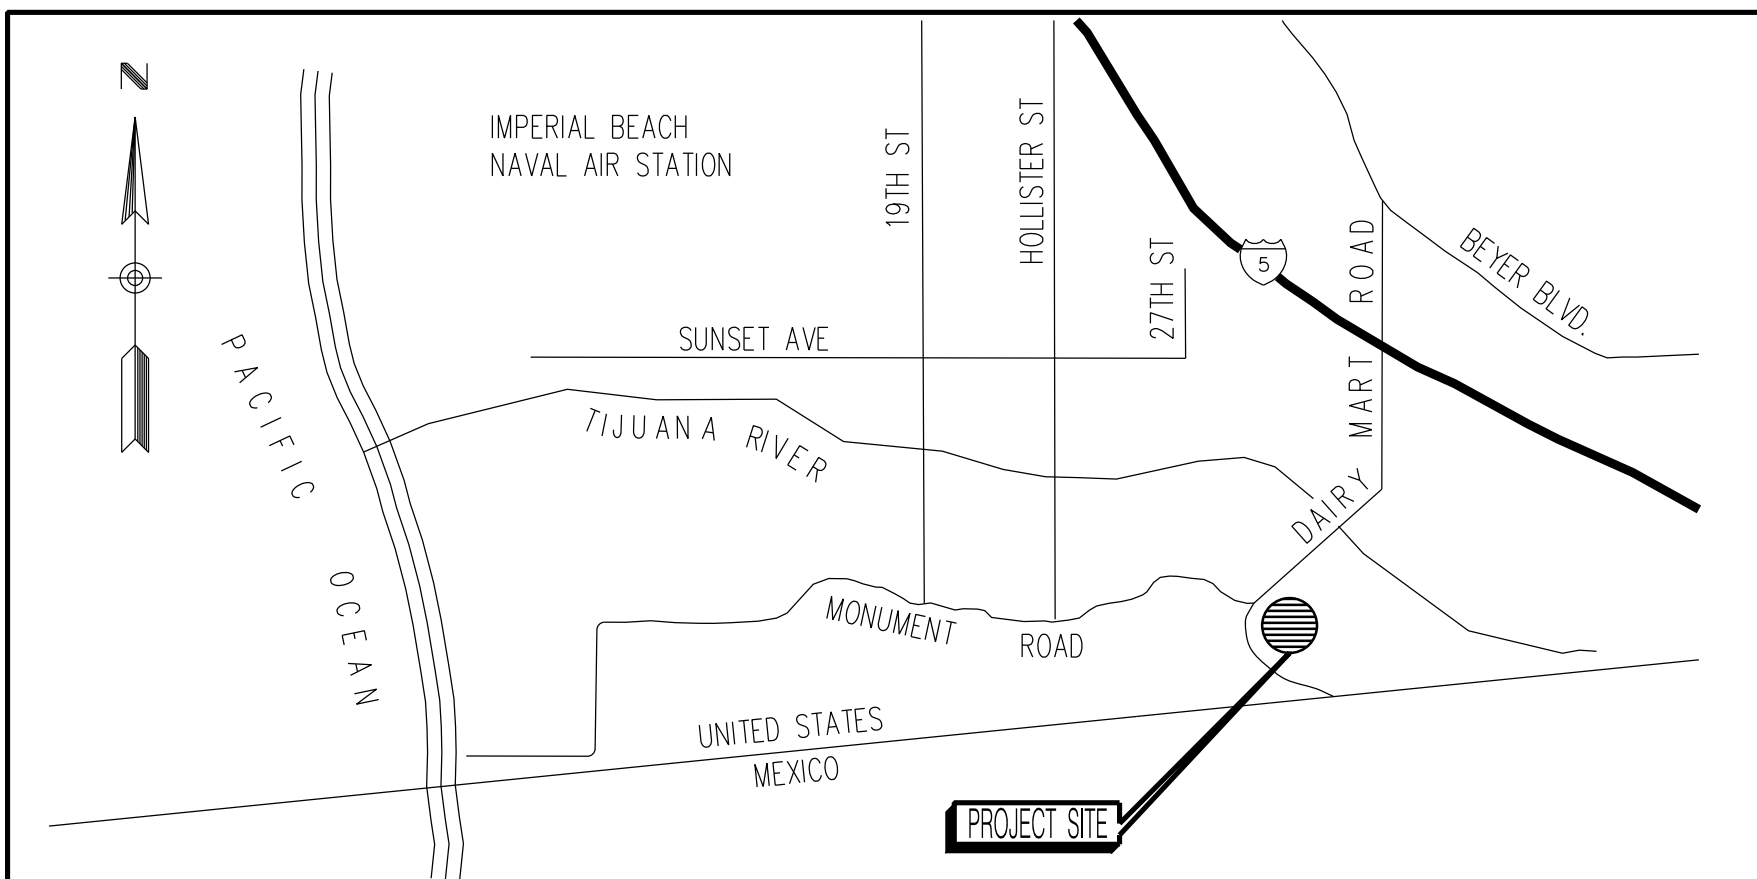 N
IMPERIAL BEACH
NAVAL AIR STATION
19TH ST
HOLLISTER ST
27TH ST
5
DAIRY MART ROAD
BEYER BLVD.
SUNSET AVE
PACIFIC OCEAN
TIJUANA RIVER
MONUMENT ROAD
UNITED STATES
MEXICO
PROJECT SITE